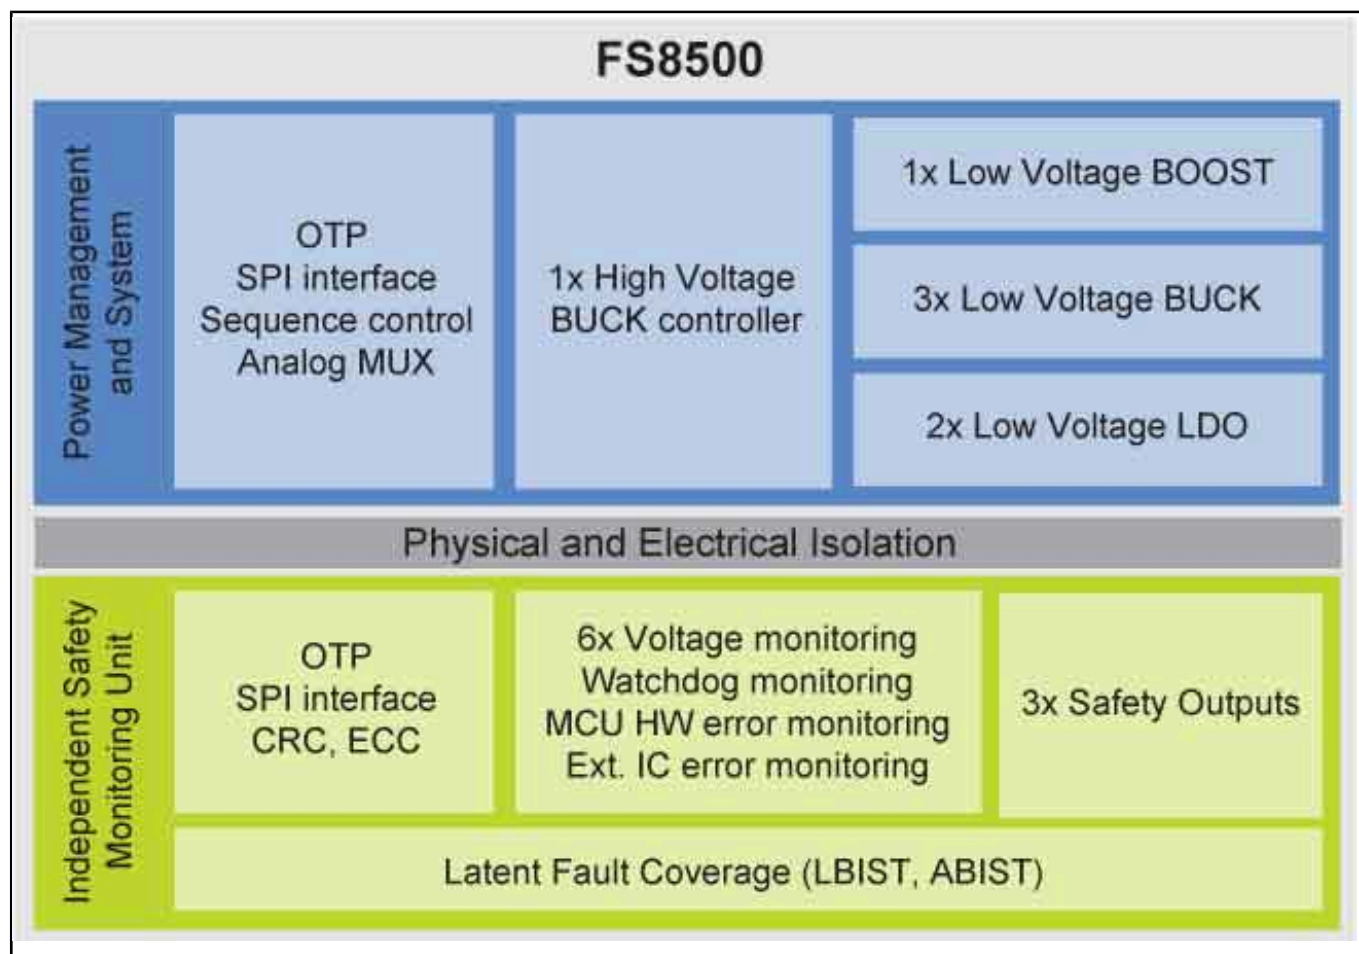 FS8500
Power Management
and System
OTP
SPI interface
Sequence control
Analog MUX
1x High Voltage
BUCK controller
1x Low Voltage BOOST
3x Low Voltage BUCK
2x Low Voltage LDO
Physical and Electrical Isolation
Independent Safety
Monitoring Unit
OTP
SPI interface
CRC, ECC
6x Voltage monitoring
Watchdog monitoring
MCU HW error monitoring
Ext. IC error monitoring
3x Safety Outputs
Latent Fault Coverage (LBIST, ABIST)